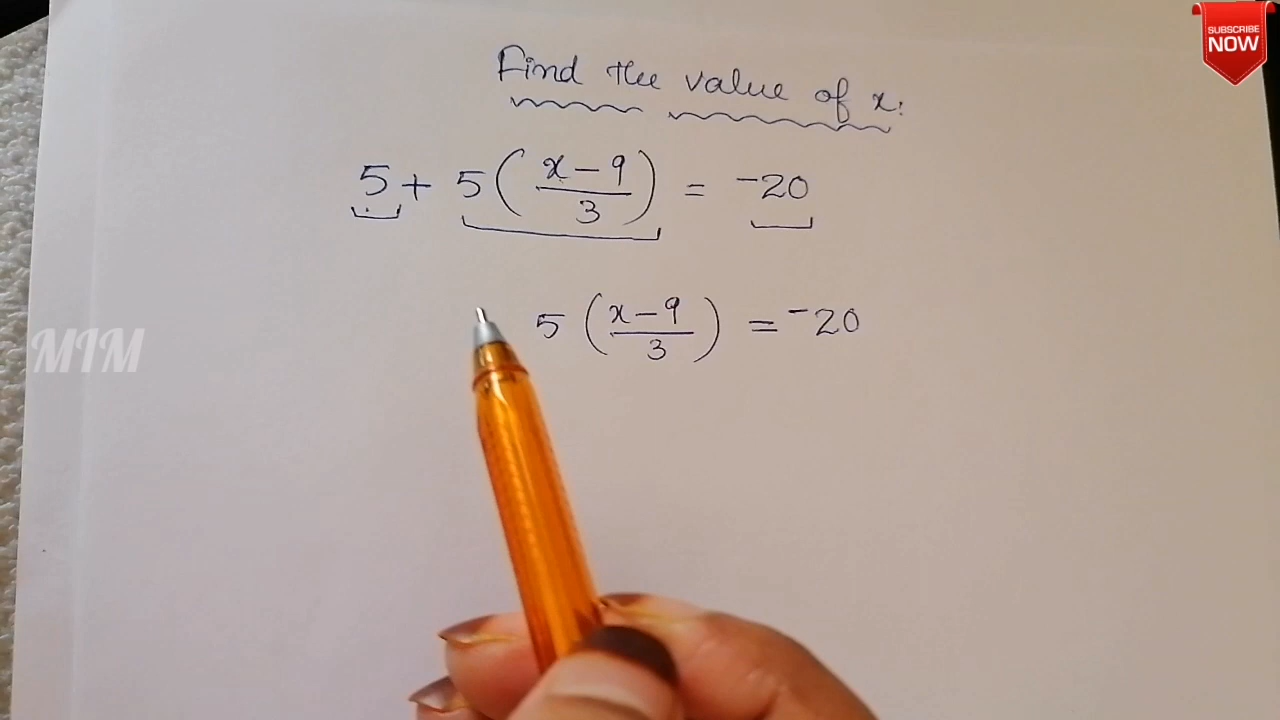 SUBSCRIBE
NOW
Find the value of x:
5 + 5(x-9/3) = -20
5(x-9/3) = -20
MIM